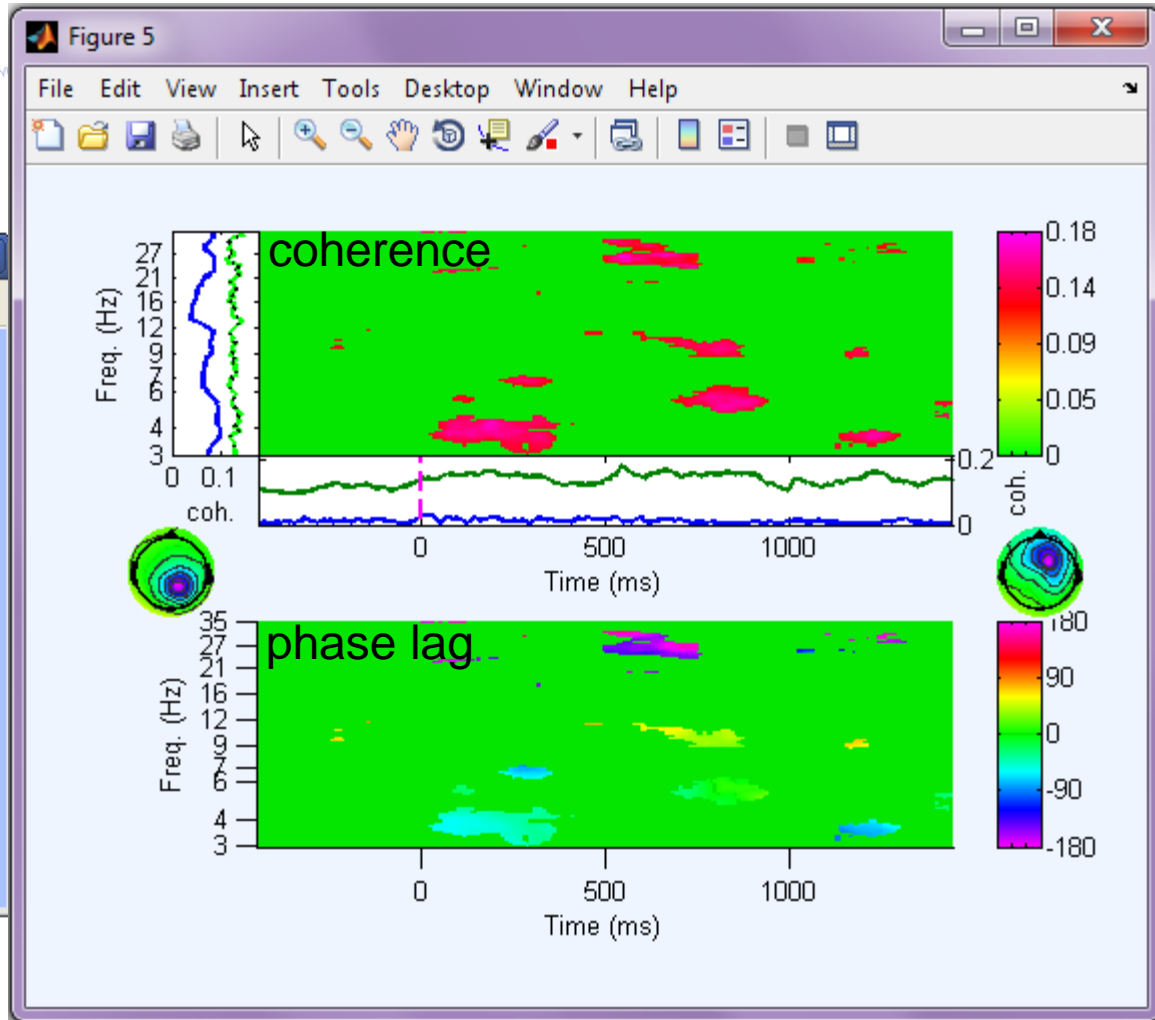 Figure 5
File Edit View Insert Tools Desktop Window Help
coherence
Freq. (Hz)
27
21
16
12
9
7
6
4
3
0 0.1
coh.
0.18
0.14
0.09
0.05
0
0.2
0
coh.
0 500 1000
Time (ms)
phase lag
Freq. (Hz)
35
27
21
16
12
9
7
6
4
3
180
90
0
-90
-180
0 500 1000
Time (ms)